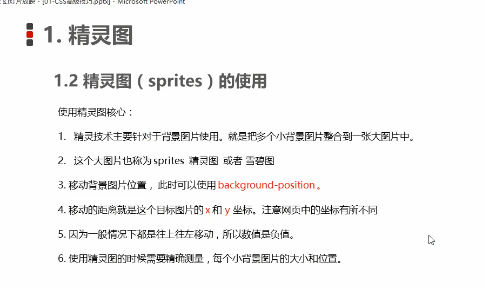 [01-CSS高级技巧.pptx] - Microsoft PowerPoint
1. 精灵图
1.2 精灵图（sprites）的使用
使用精灵图核心：
1. 精灵技术主要针对于背景图片使用。就是把多个小背景图片整合到一张大图片中。
2. 这个大图片也称为 sprites 精灵图 或者 雪碧图
3. 移动背景图片位置， 此时可以使用 background-position 。
4. 移动的距离就是这个目标图片的 x 和 y 坐标。注意网页中的坐标有所不同
5. 因为一般情况下都是往上往左移动，所以数值是负值。
6. 使用精灵图的时候需要精确测量，每个小背景图片的大小和位置。